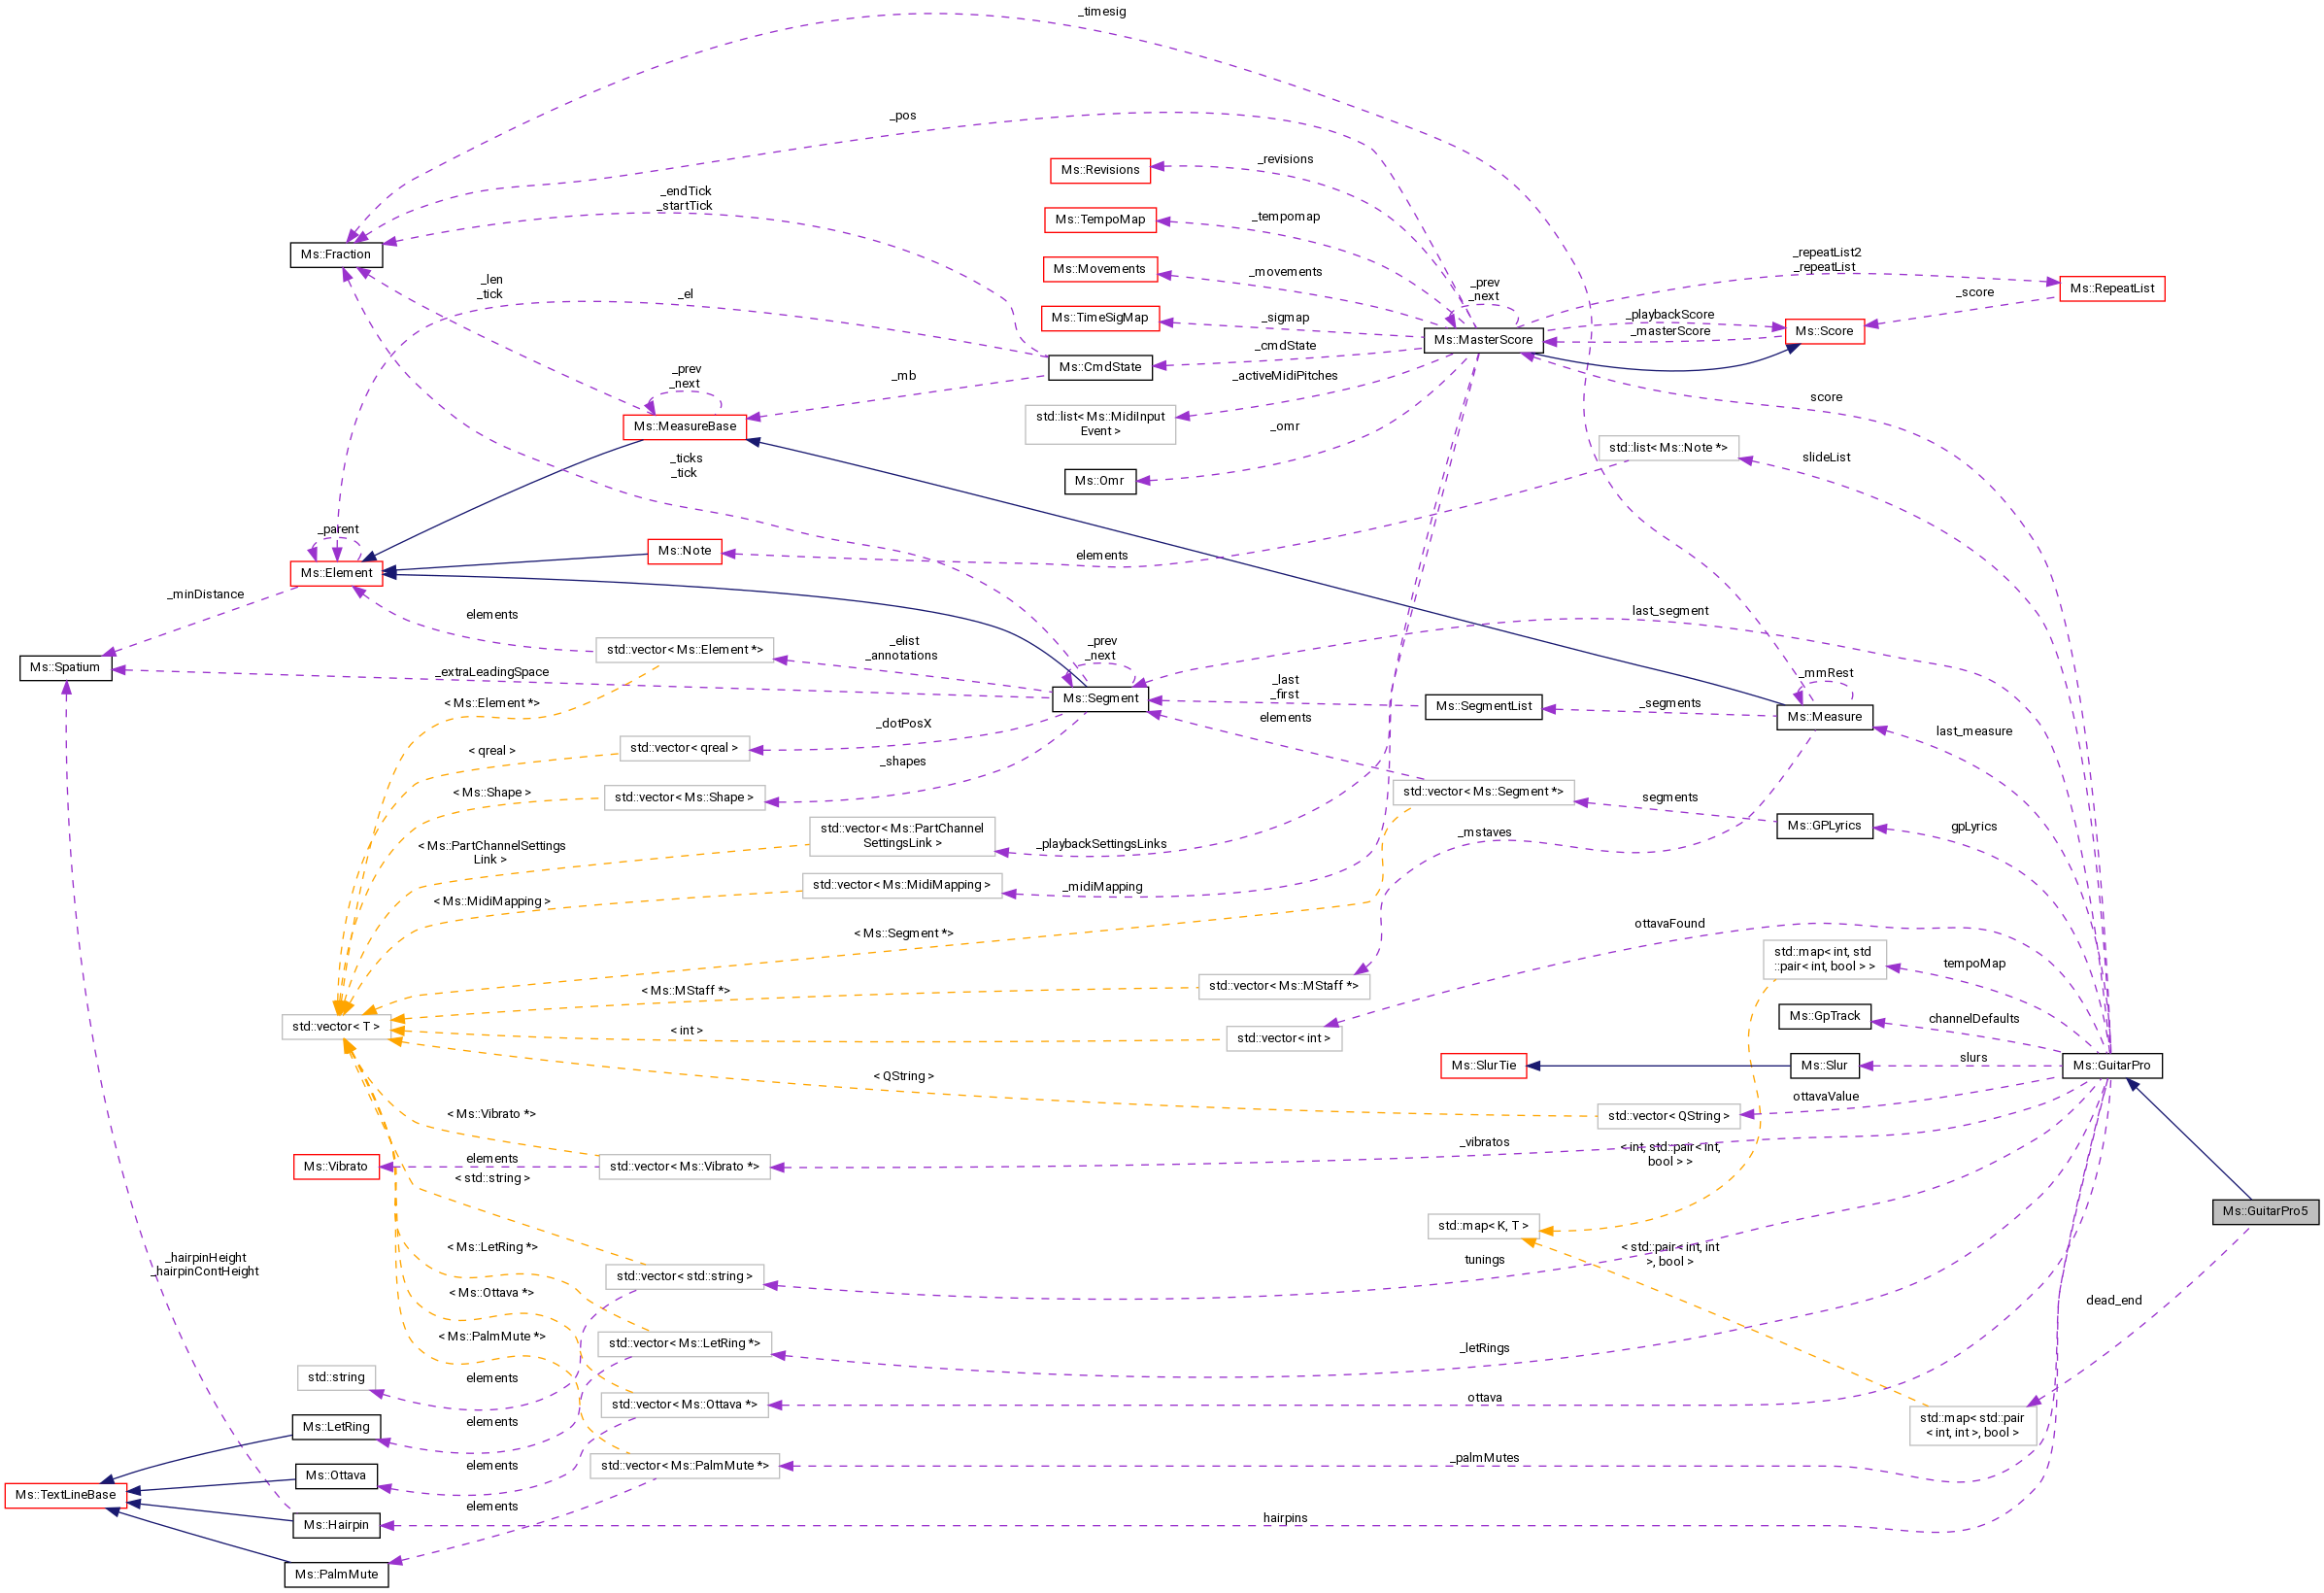 _timesig
_pos
_revisions
Ms::Revisions
_endTick
_startTick
_tempomap
Ms::TempoMap
Ms::Fraction
_repeatList2
_repeatList
_movements
Ms::Movements
_len
_tick
_el
_prev
_next
Ms::RepeatList
_score
_sigmap
Ms::TimeSigMap
_playbackScore
_masterScore
Ms::Score
Ms::MasterScore
_cmdState
Ms::CmdState
_prev
_next
_mb
_activeMidiPitches
score
std::list< Ms::MidiInput
Event >
Ms::MeasureBase
_omr
std::list< Ms::Note *>
slideList
_ticks
_tick
Ms::Omr
_parent
Ms::Note
elements
Ms::Element
_minDistance
elements
last_segment
std::vector< Ms::Element *>
_elist
_annotations
_prev
_next
Ms::Spatium
_extraLeadingSpace
_last
_first
_mmRest
< Ms::Element *>
Ms::Segment
Ms::SegmentList
_segments
Ms::Measure
elements
last_measure
_dotPosX
< qreal >
std::vector< qreal >
_shapes
< Ms::Shape >
std::vector< Ms::Shape >
std::vector< Ms::Segment *>
segments
Ms::GPLyrics
gpLyrics
std::vector< Ms::PartChannel
SettingsLink >
_playbackSettingsLinks
_mstaves
< Ms::PartChannelSettings
Link >
std::vector< Ms::MidiMapping >
_midiMapping
< Ms::MidiMapping >
ottavaFound
< Ms::Segment *>
std::map< int, std
::pair< int, bool > >
tempoMap
< Ms::MStaff *>
std::vector< Ms::MStaff *>
Ms::GpTrack
channelDefaults
std::vector< T >
< int >
std::vector< int >
slurs
Ms::SlurTie
Ms::Slur
Ms::GuitarPro
< QString >
std::vector< QString >
ottavaValue
< Ms::Vibrato *>
_vibratos
< int, std::pair< int,
bool > >
Ms::Vibrato
elements
std::vector< Ms::Vibrato *>
< std::string >
Ms::GuitarPro5
std::map< K, T >
< Ms::LetRing *>
< std::pair< int, int
>, bool >
tunings
_hairpinHeight
_hairpinContHeight
std::vector< std::string >
< Ms::Ottava *>
dead_end
< Ms::PalmMute *>
std::vector< Ms::LetRing *>
_letRings
std::string
elements
std::vector< Ms::Ottava *>
ottava
std::map< std::pair
< int, int >, bool >
Ms::LetRing
elements
_palmMutes
Ms::Ottava
elements
std::vector< Ms::PalmMute *>
Ms::TextLineBase
elements
Ms::Hairpin
hairpins
Ms::PalmMute